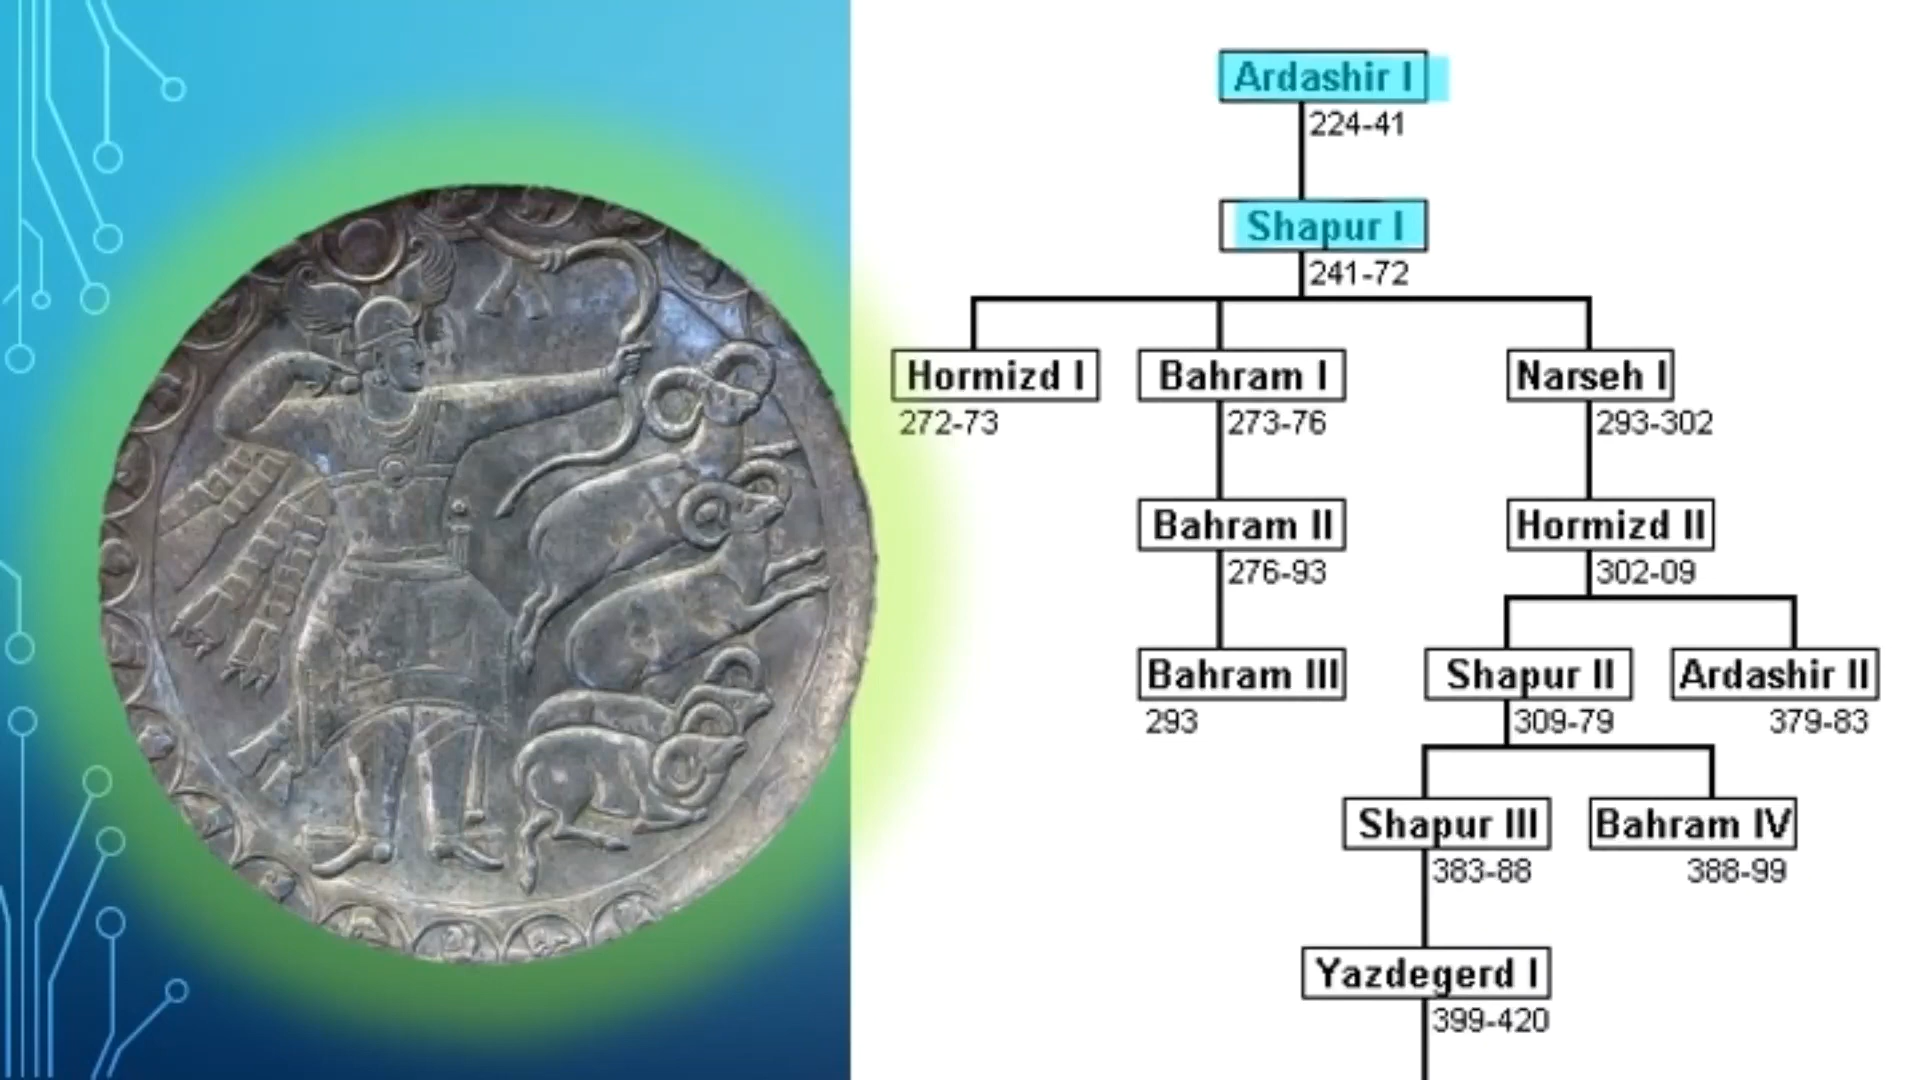 Ardashir I
224-41
Shapur I
241-72
Hormizd I
Bahram I
Narseh I
272-73
273-76
293-302
Bahram II
Hormizd II
276-93
302-09
Bahram III
Shapur II
Ardashir II
293
309-79
379-83
Shapur III
Bahram IV
383-88
388-99
Yazdegerd I
399-420